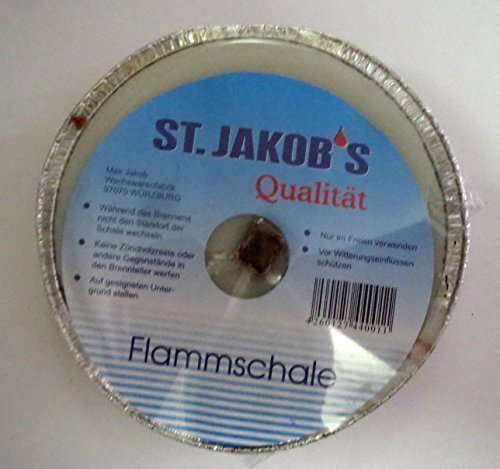 ST. JAKOB'S
Qualität
Max Jakob
Wachswarenfabrik
97070 WÜRZBURG
• Während des Brennens
nicht den Standort der
Schale wechseln
• Keine Zündholzreste oder
andere Gegenstände in
den Brennteller werfen
• Auf geeigneten Unter-
grund stellen
• Nur im Freien verwenden
• Vor Witterungseinflüssen
schützen
4260127440011
Flammschale